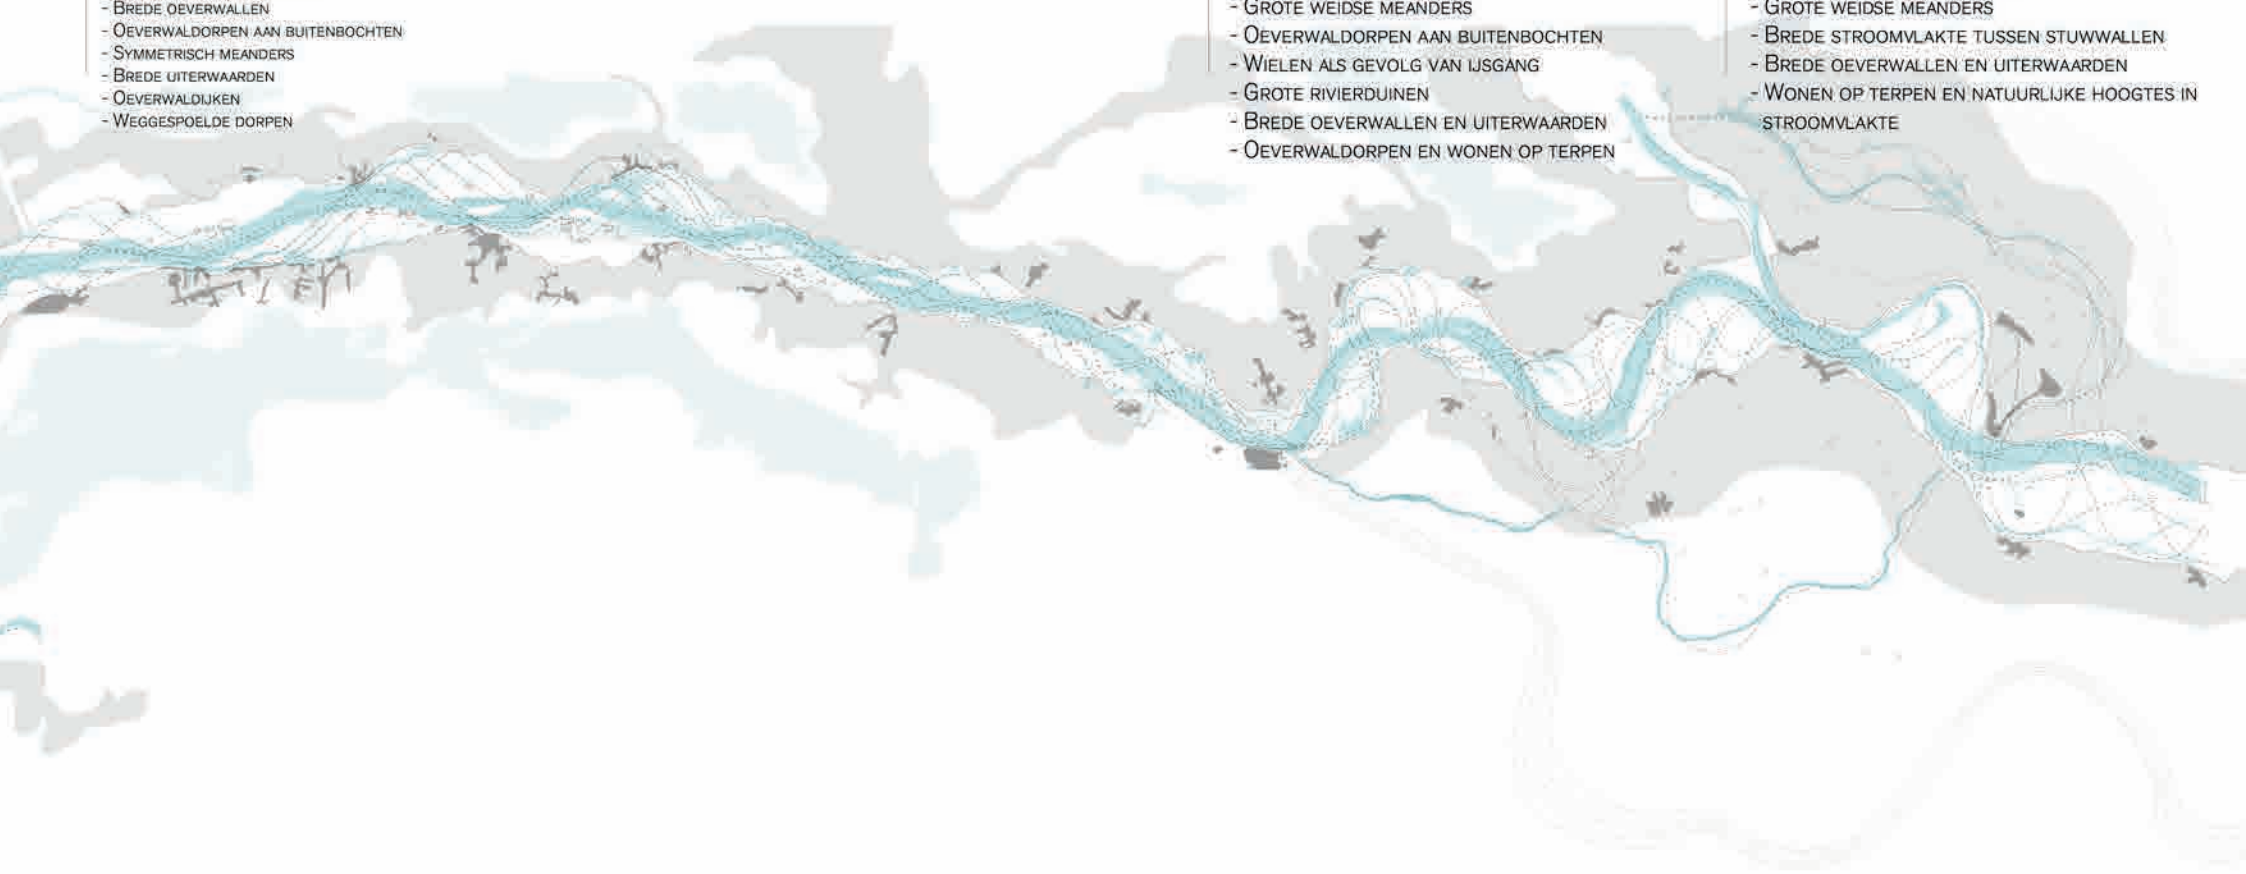 - Brede oeverwallen
- Oeverwaldorpen aan buitenbochten
- Symmetrisch meanders
- Brede uiterwaarden
- Oeverwaldijken
- Weggespoelde dorpen
- Grote weidse meanders
- Oeverwaldorpen aan buitenbochten
- Wielen als gevolg van ijsgang
- Grote rivierduinen
- Brede oeverwallen en uiterwaarden
- Oeverwaldorpen en wonen op terpen
- Grote weidse meanders
- Brede stroomvlakte tussen stuwwallen
- Brede oeverwallen en uiterwaarden
- Wonen op terpen en natuurlijke hoogtes in
stroomvlakte